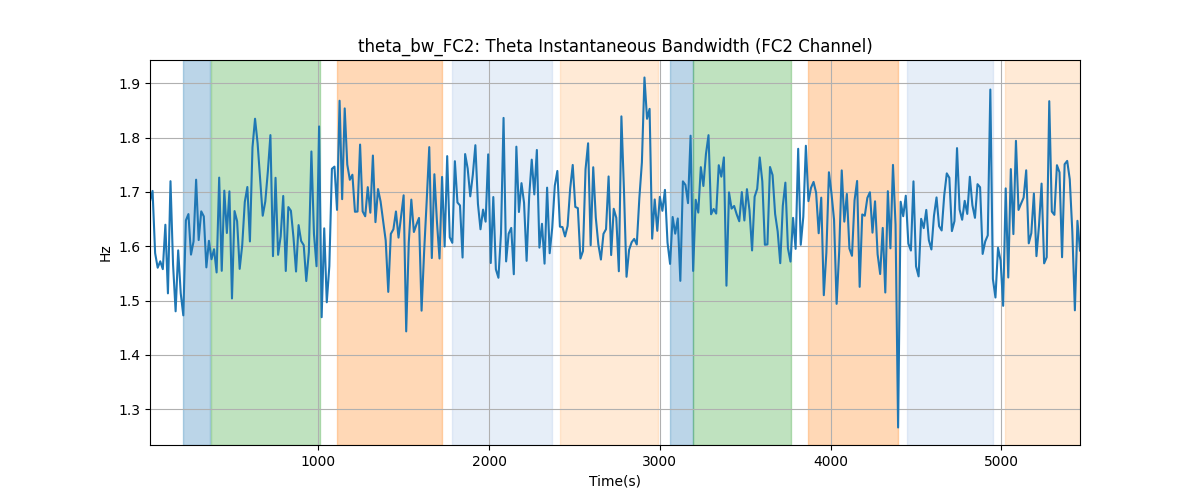 theta_bw_FC2: Theta Instantaneous Bandwidth (FC2 Channel)
1.9
1.8
1.7
1.6
1.5
1.4
1.3
Hz
1000 2000 3000 4000 5000
Time(s)